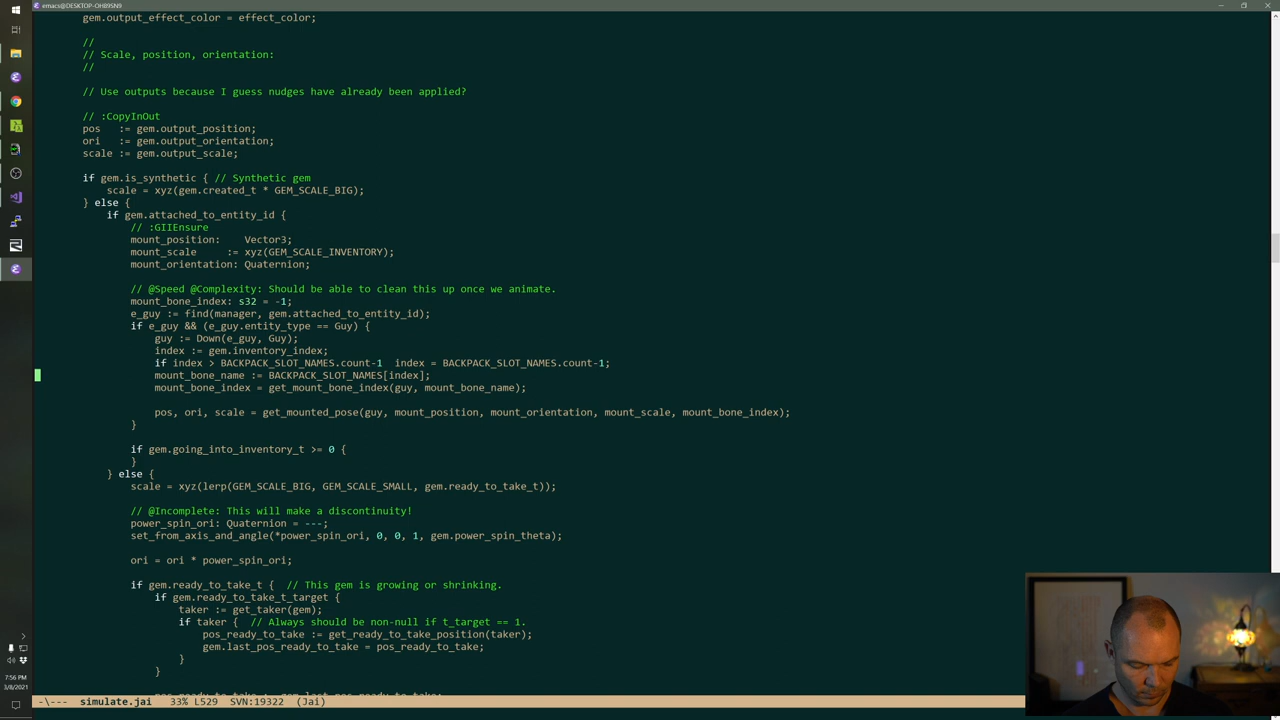 emacs@DESKTOP-OH89SN9
gem.output_effect_color = effect_color;
//
// Scale, position, orientation:
//
// Use outputs because I guess nudges have already been applied?
// :CopyInOut
pos   := gem.output_position;
ori   := gem.output_orientation;
scale := gem.output_scale;
if gem.is_synthetic { // Synthetic gem
scale = xyz(gem.created_t * GEM_SCALE_BIG);
} else {
if gem.attached_to_entity_id {
// :GIIEnsure
mount_position:    Vector3;
mount_scale     := xyz(GEM_SCALE_INVENTORY);
mount_orientation: Quaternion;
// @Speed @Complexity: Should be able to clean this up once we animate.
mount_bone_index: s32 = -1;
e_guy := find(manager, gem.attached_to_entity_id);
if e_guy && (e_guy.entity_type == Guy) {
guy := Down(e_guy, Guy);
index := gem.inventory_index;
if index > BACKPACK_SLOT_NAMES.count-1  index = BACKPACK_SLOT_NAMES.count-1;
mount_bone_name := BACKPACK_SLOT_NAMES[index];
mount_bone_index = get_mount_bone_index(guy, mount_bone_name);
pos, ori, scale = get_mounted_pose(guy, mount_position, mount_orientation, mount_scale, mount_bone_index);
}
if gem.going_into_inventory_t >= 0 {
}
} else {
scale = xyz(lerp(GEM_SCALE_BIG, GEM_SCALE_SMALL, gem.ready_to_take_t));
// @Incomplete: This will make a discontinuity!
power_spin_ori: Quaternion = ---;
set_from_axis_and_angle(*power_spin_ori, 0, 0, 1, gem.power_spin_theta);
ori = ori * power_spin_ori;
if gem.ready_to_take_t {  // This gem is growing or shrinking.
if gem.ready_to_take_t_target {
taker := get_taker(gem);
if taker {  // Always should be non-null if t_target == 1.
pos_ready_to_take := get_ready_to_take_position(taker);
gem.last_pos_ready_to_take = pos_ready_to_take;
}
}
pos_ready_to_take := gem.last_pos_ready_to_take;
-\---  simulate.jai   33% L529  SVN:19322  (Jai)
7:56 PM
3/8/2021